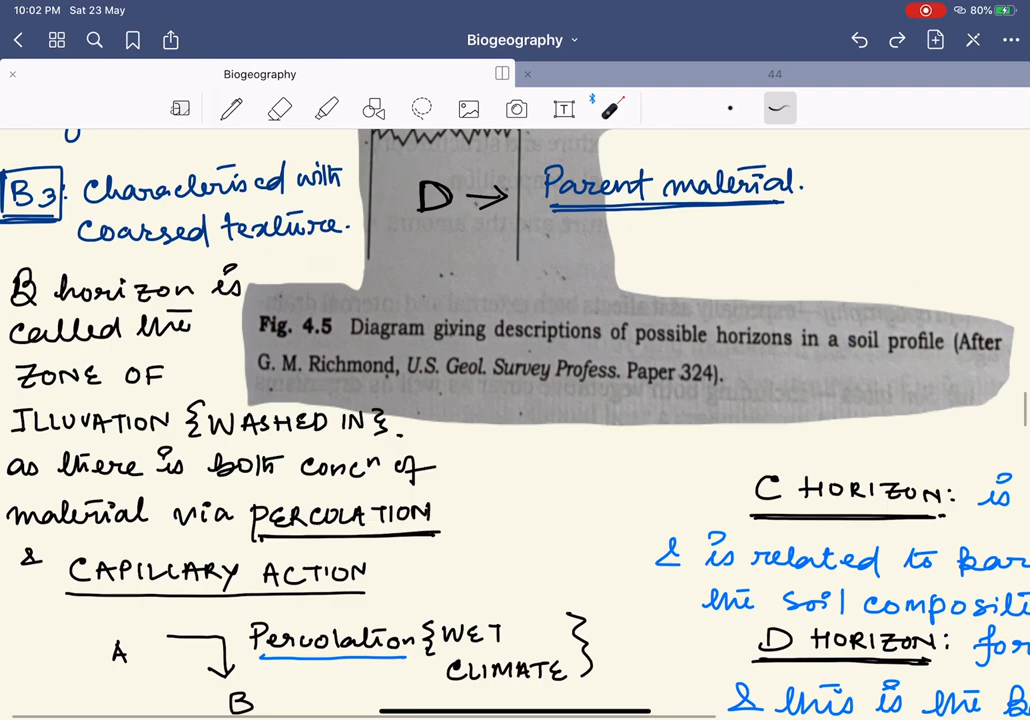 10:02 PM Sat 23 May
80%
Biogeography
Biogeography
44
T
B3: Characterised with
coarsed texture.
D → Parent material.
B horizon is
called the
ZONE OF
ILLUVATION {WASHED IN}.
as there is both concn of
material via PERCOLATION
& CAPILLARY ACTION
A Percolation {WET
CLIMATE}
B
Fig. 4.5 Diagram giving descriptions of possible horizons in a soil profile (After
G. M. Richmond, U.S. Geol. Survey Profess. Paper 324).
C HORIZON: is
& is related to par
the soil compositi
D HORIZON: for
& this is the